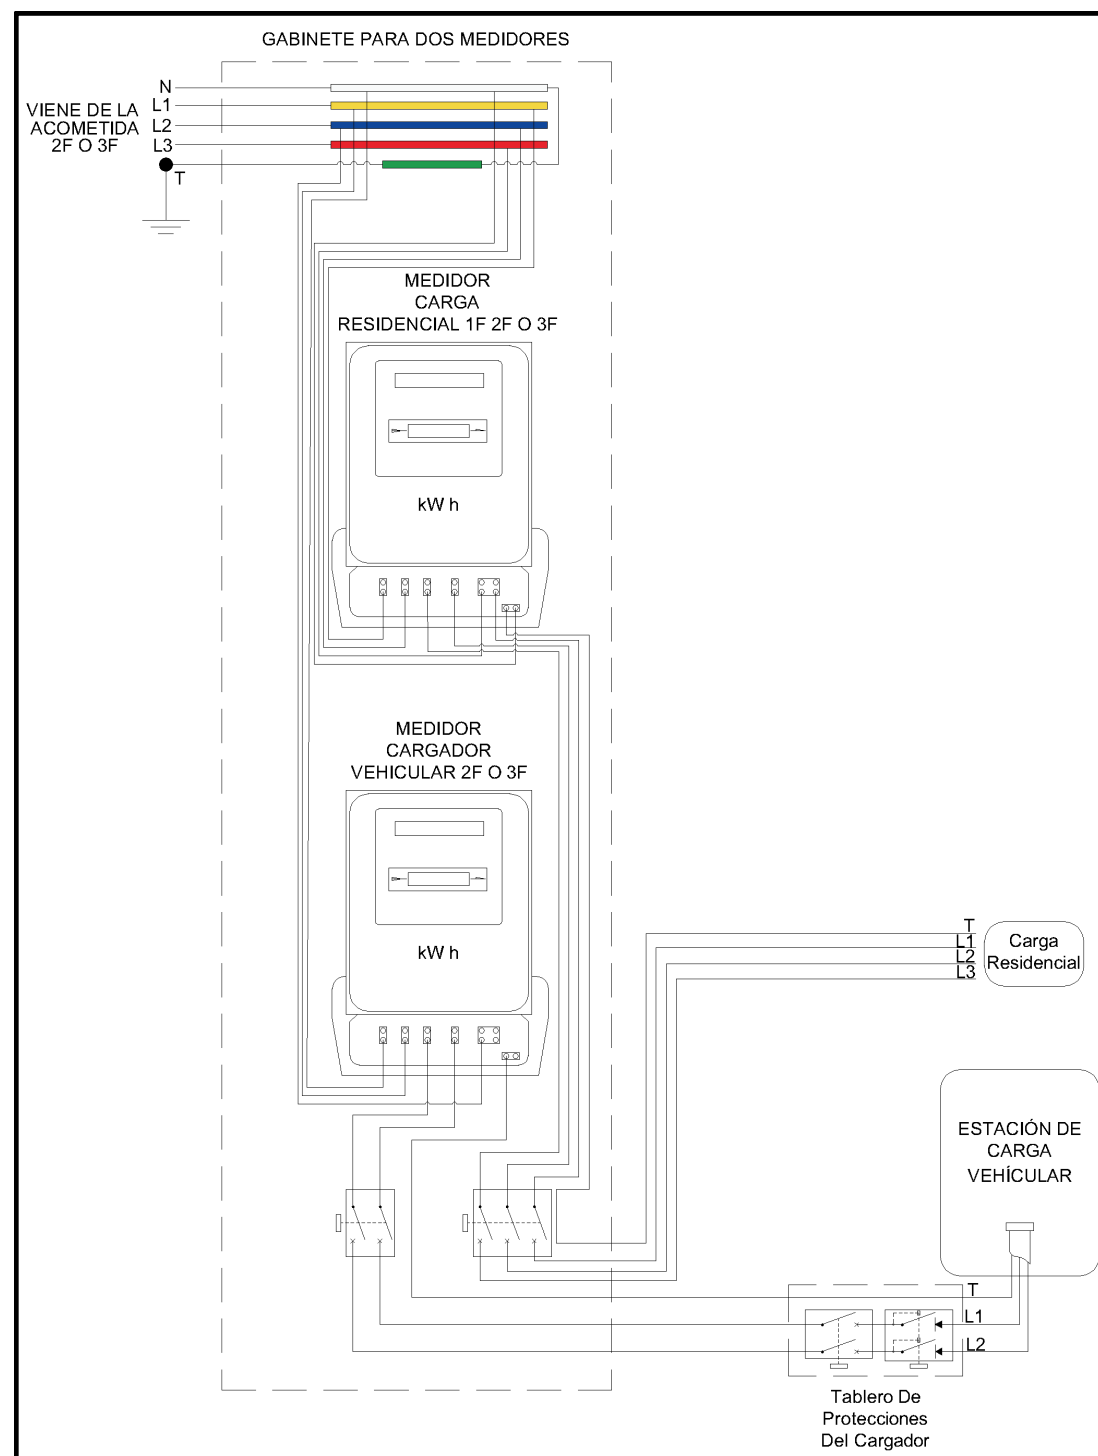 GABINETE PARA DOS MEDIDORES
N
VIENE DE LA
ACOMETIDA
2F O 3F
L1
L2
L3
T
MEDIDOR
CARGA
RESIDENCIAL 1F 2F O 3F
kW h
MEDIDOR
CARGADOR
VEHICULAR 2F O 3F
kW h
T
L1
L2
L3
Carga
Residencial
ESTACIÓN DE
CARGA
VEHÍCULAR
T
L1
L2
Tablero De
Protecciones
Del Cargador